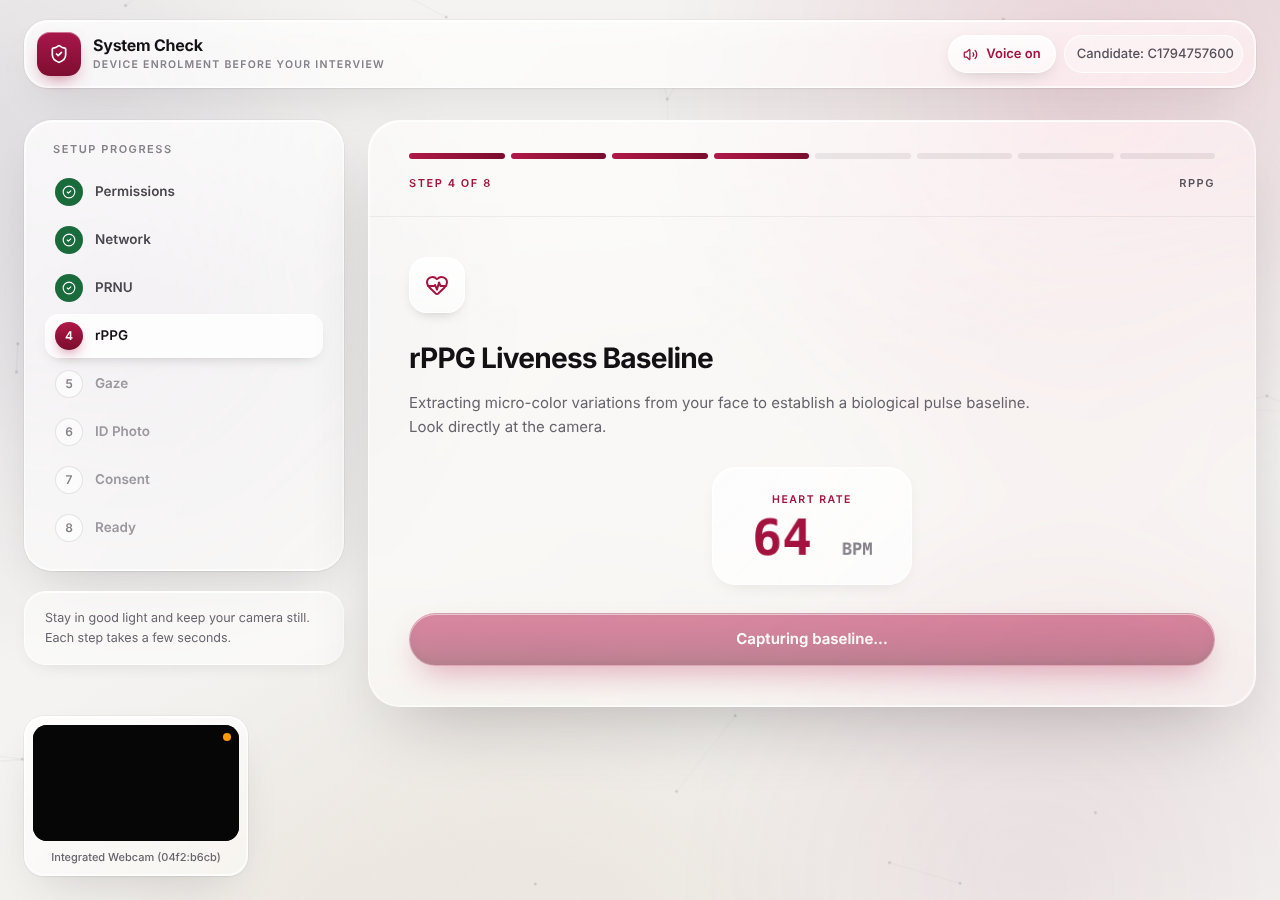 System Check
DEVICE ENROLMENT BEFORE YOUR INTERVIEW
Voice on
Candidate: C1794757600
SETUP PROGRESS
Permissions
Network
PRNU
4 rPPG
5 Gaze
6 ID Photo
7 Consent
8 Ready
Stay in good light and keep your camera still.
Each step takes a few seconds.
Integrated Webcam (04f2:b6cb)
STEP 4 OF 8
RPPG
rPPG Liveness Baseline
Extracting micro-color variations from your face to establish a biological pulse baseline.
Look directly at the camera.
HEART RATE
64 BPM
Capturing baseline...